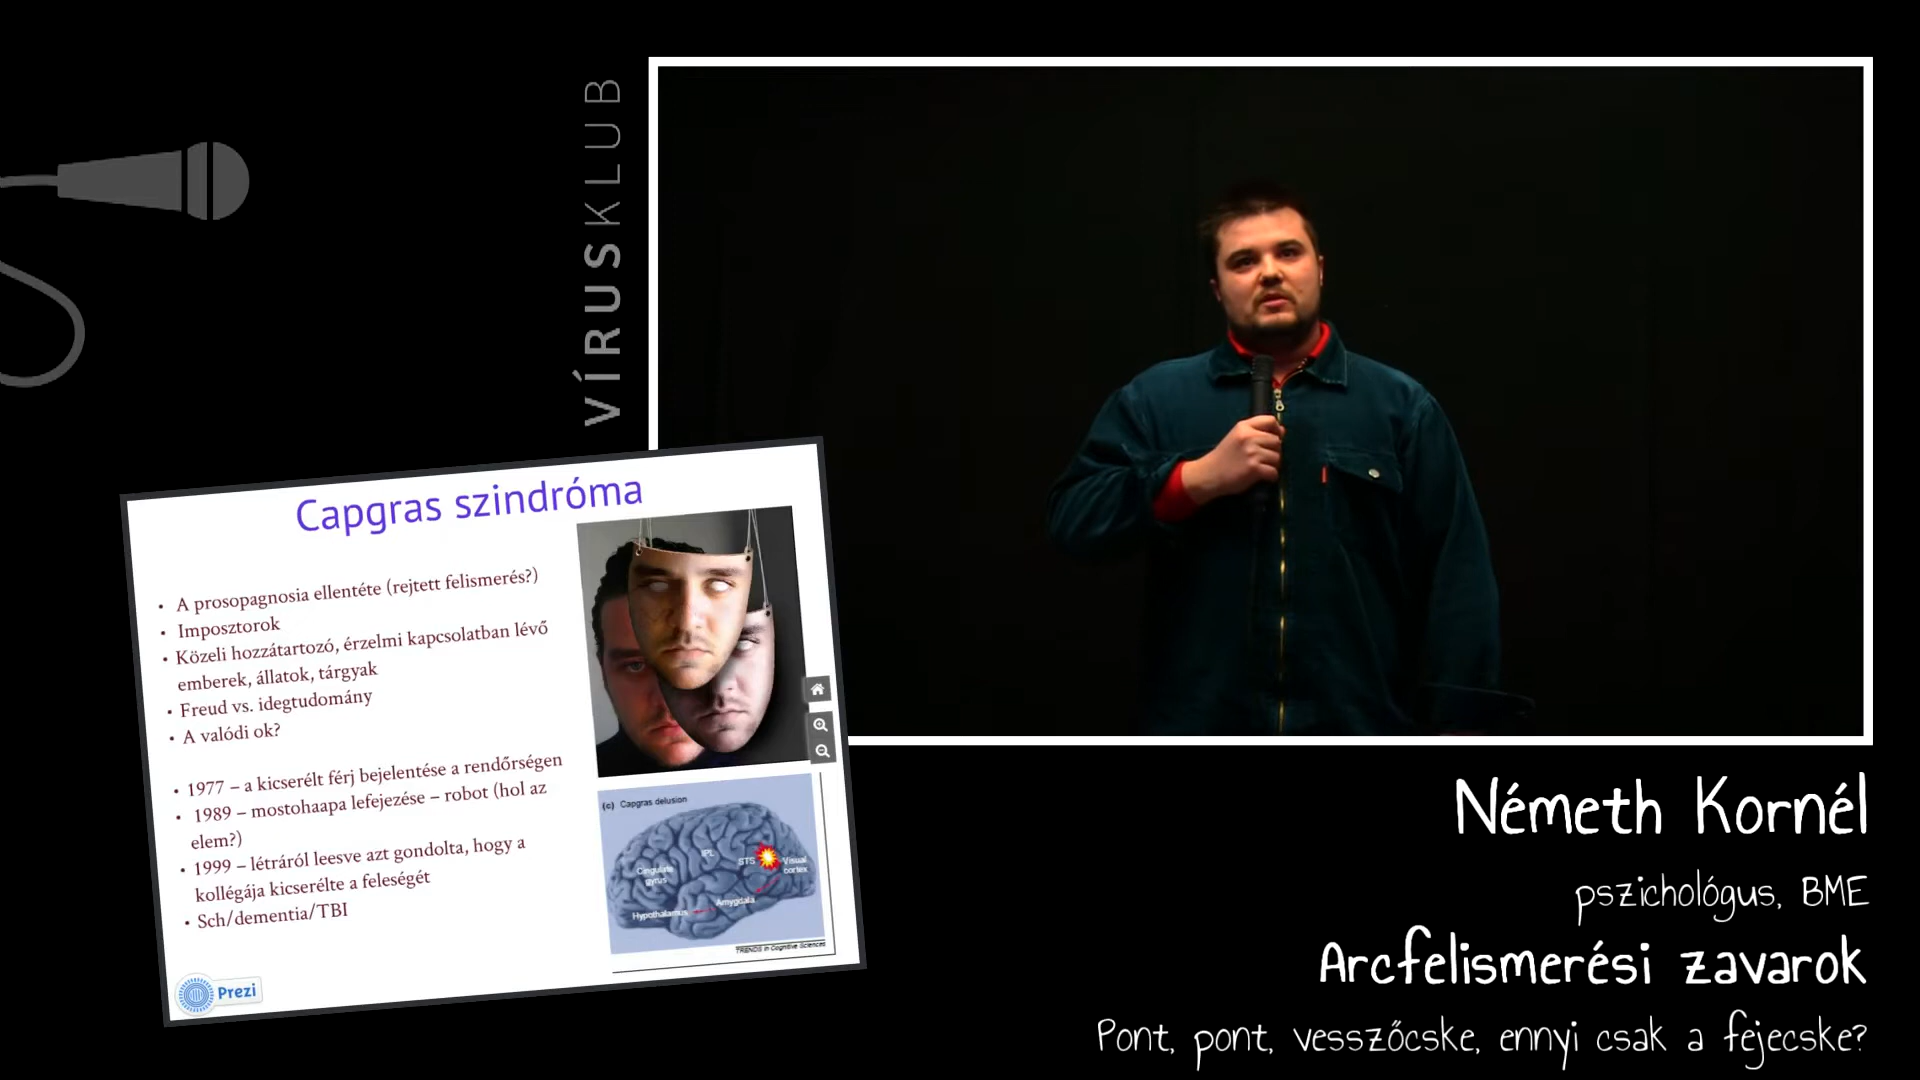 VÍRUSKLUB
Capgras szindróma
• A prosopagnosia ellentéte (rejtett felismerés?)
• Imposztorok
• Közeli hozzátartozó, érzelmi kapcsolatban lévő
emberek, állatok, tárgyak
• Freud vs. idegtudomány
• A valódi ok?
• 1977 – a kicserélt férj bejelentése a rendőrségen
• 1989 – mostohaapa lefejezése – robot (hol az
elem?)
• 1999 – létráról leesve azt gondolta, hogy a
kollégája kicserélte a feleségét
• Sch/dementia/TBI
(c) Capgras delusion
IPL
STS
Visual
cortex
Cingulate
gyrus
Amygdala
Hypothalamus
TRENDS in Cognitive Sciences
Prezi
Németh Kornél
pszichológus, BME
Arcfelismerési zavarok
Pont, pont, vesszőcske, ennyi csak a fejecske?